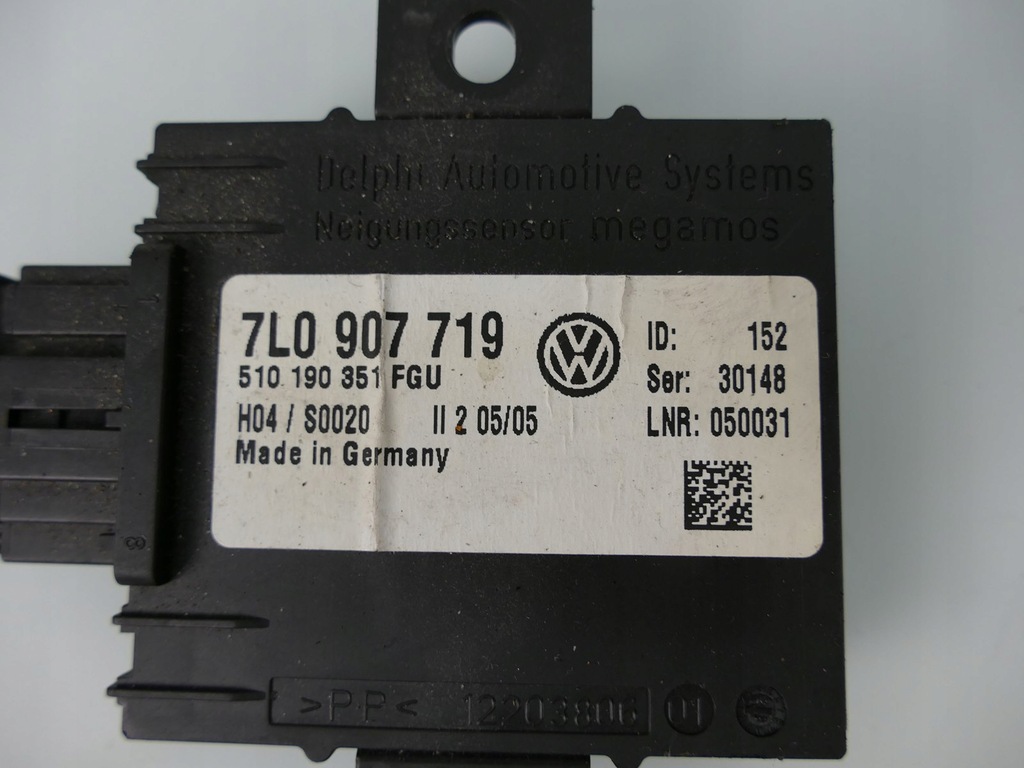 Delphi Automotive Systems
Neigungssensor megamos
7L0 907 719
510 190 351 FGU
H04 / S0020 II 2 05/05
Made in Germany
ID: 152
Ser: 30148
LNR: 050031
>PP< 12203806 01
8